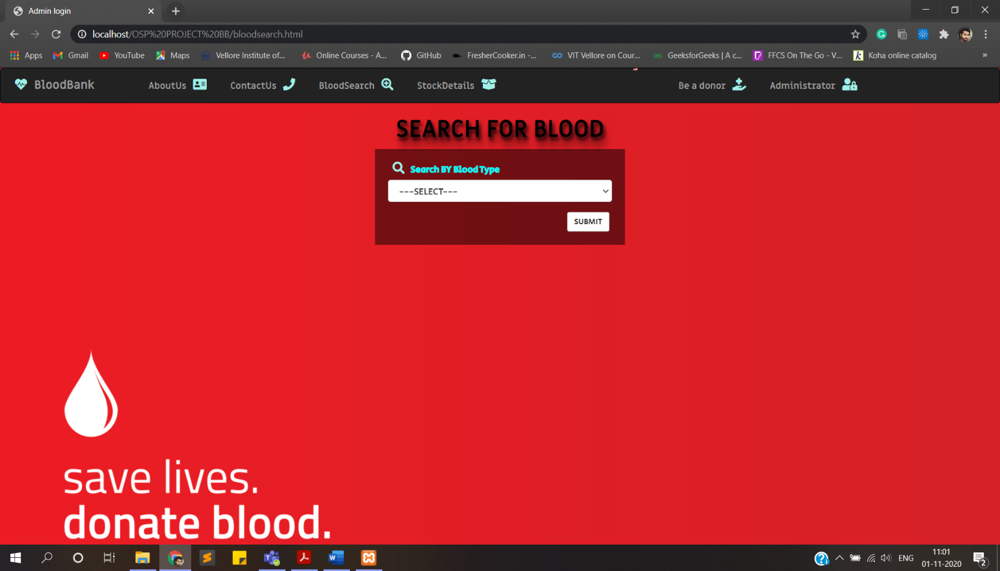 Admin login
localhost/OSP%20PROJECT%20BB/bloodsearch.html
Apps Gmail YouTube Maps Vellore Institute of... Online Courses - A... GitHub FresherCooker.in -... VIT Vellore on Cour... GeeksforGeeks | A c... FFCS On The Go - V... Koha online catalog »
BloodBank AboutUs ContactUs BloodSearch StockDetails Be a donor Administrator
SEARCH FOR BLOOD
Search BY Blood Type
---SELECT---
SUBMIT
save lives.
donate blood.
ENG
11:01
01-11-2020
2